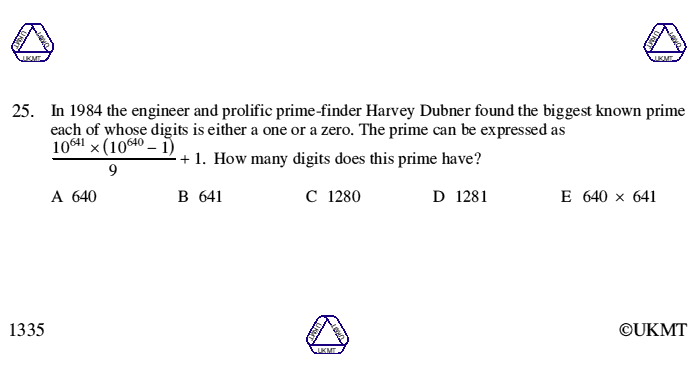 UKMT UKMT UKMT
UKMT UKMT UKMT
25. In 1984 the engineer and prolific prime-finder Harvey Dubner found the biggest known prime
each of whose digits is either a one or a zero. The prime can be expressed as
10^641 × (10^640 − 1)
9
+ 1. How many digits does this prime have?
A 640 B 641 C 1280 D 1281 E 640 × 641
1335
UKMT UKMT UKMT
©UKMT